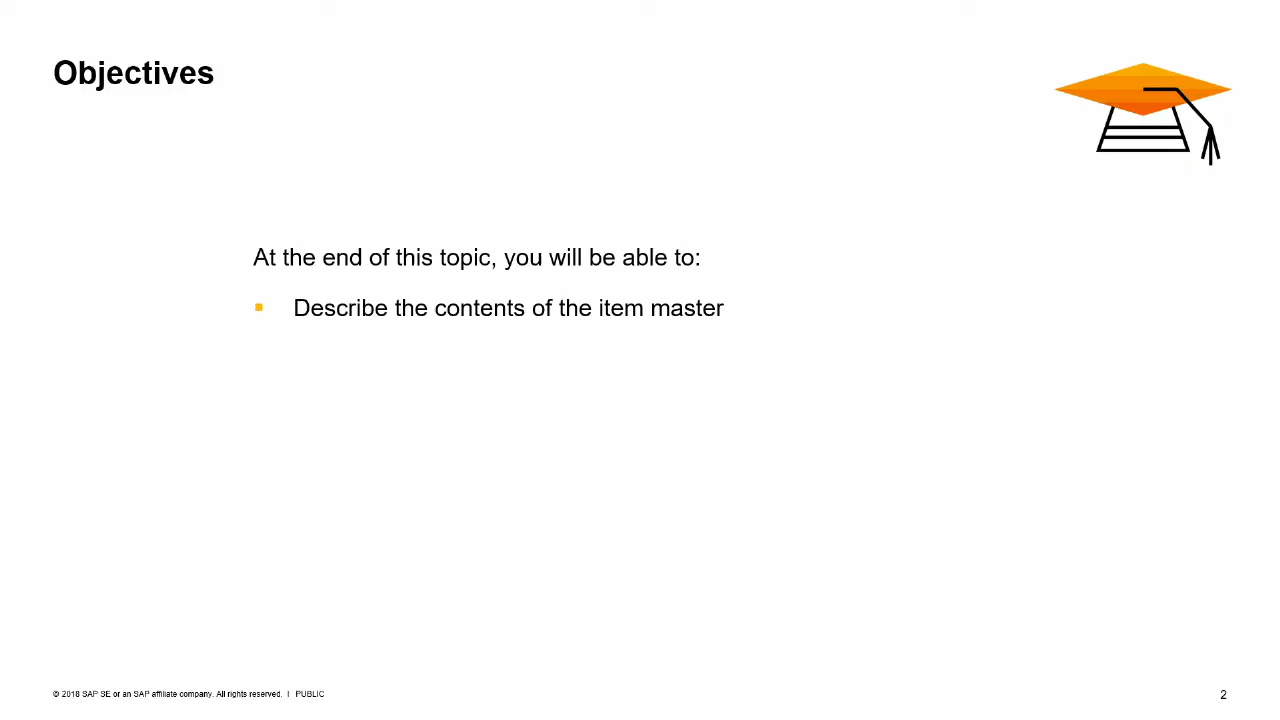 Objectives
At the end of this topic, you will be able to:
▪ Describe the contents of the item master
© 2018 SAP SE or an SAP affiliate company. All rights reserved. I PUBLIC
2